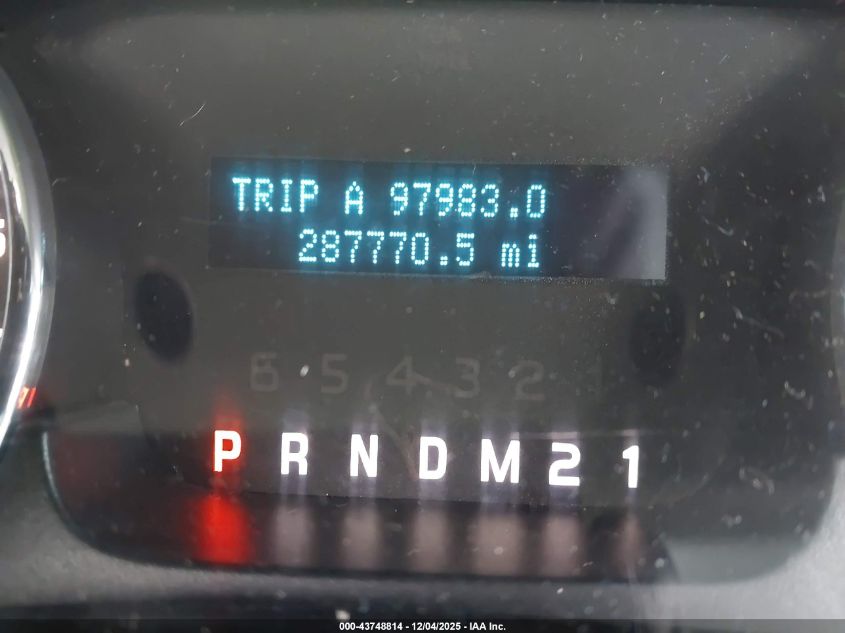 TRIP A 97983.0
287770.5 mi
6 5 4 3 2 1
P R N D M 2 1
000-43748814 - 12/04/2025 - IAA Inc.